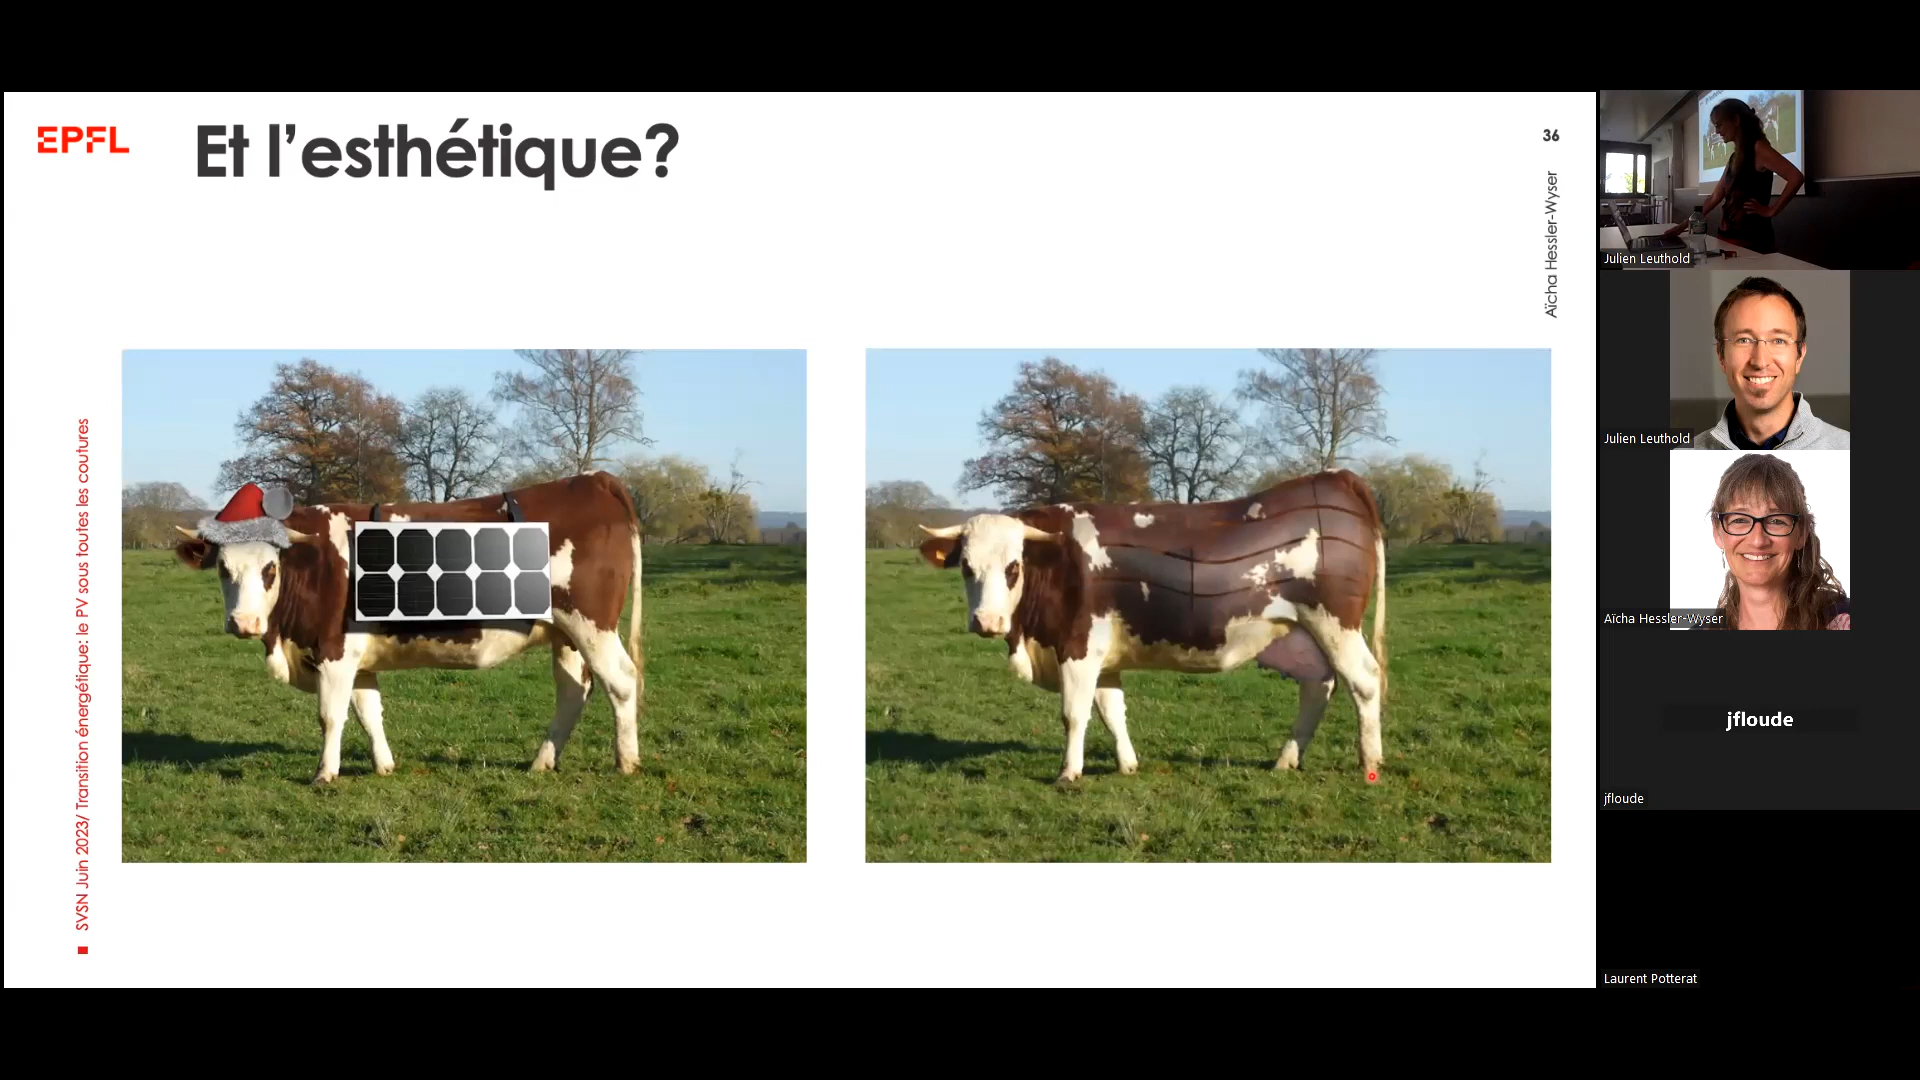 EPFL
Et l’esthétique?
36
Aïcha Hessler-Wyser
SVSN Juin 2023/ Transition énergétique: le PV sous toutes les coutures
Julien Leuthold
Julien Leuthold
Aïcha Hessler-Wyser
jfloude
jfloude
Laurent Potterat